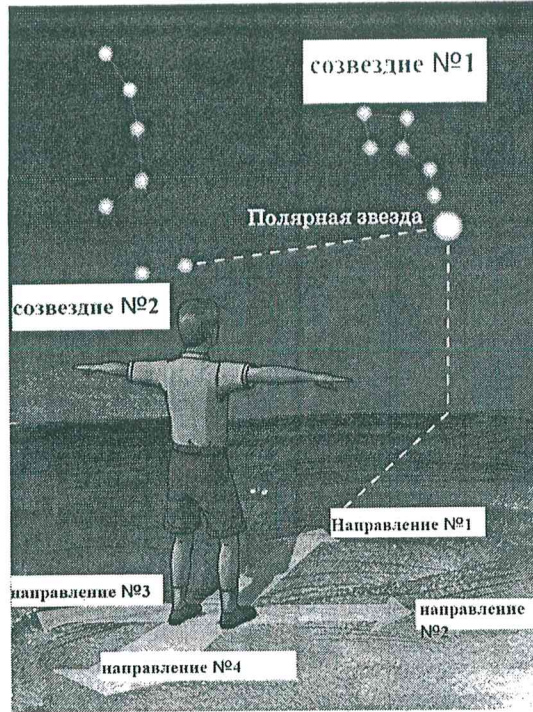 созвездие №1
Полярная звезда
созвездие №2
Направление №1
направление №3
направление
№2
направление №4